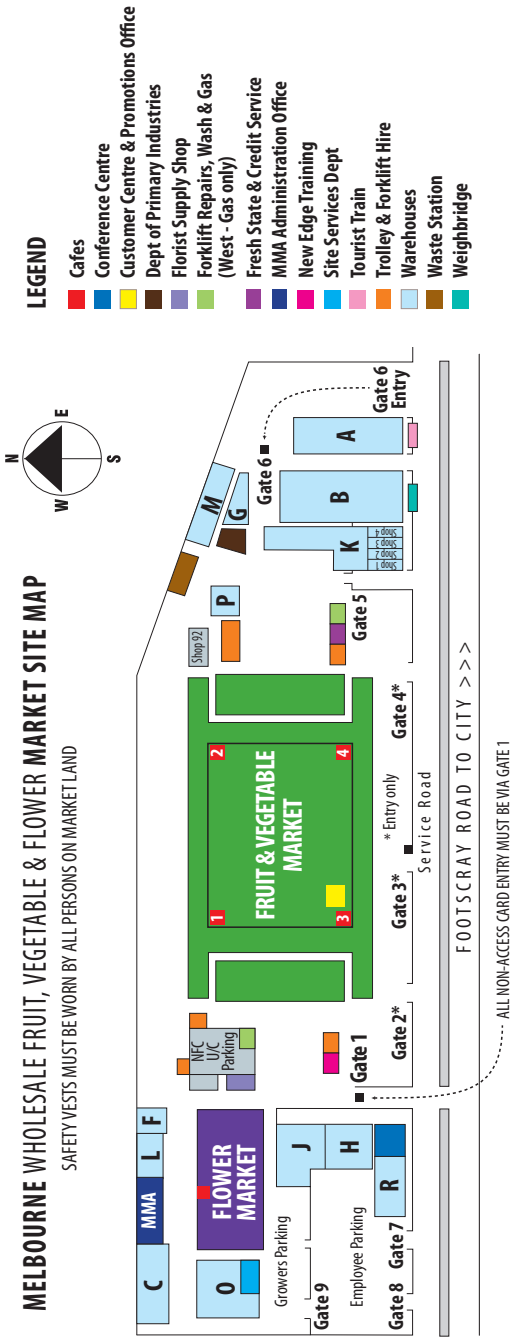 MELBOURNE WHOLESALE FRUIT, VEGETABLE & FLOWER MARKET SITE MAP
SAFETY VESTS MUST BE WORN BY ALL PERSONS ON MARKET LAND
N
W
E
S
LEGEND
Cafes
Conference Centre
Customer Centre & Promotions Office
Dept of Primary Industries
Florist Supply Shop
Forklift Repairs, Wash & Gas
(West - Gas only)
Fresh State & Credit Service
MMA Administration Office
New Edge Training
Site Services Dept
Tourist Train
Trolley & Forklift Hire
Warehouses
Waste Station
Weighbridge
C
MMA
L
F
O
FLOWER
MARKET
Growers Parking
J
H
R
Employee Parking
Gate 9
Gate 8
Gate 7
NFC
U/C
Parking
Gate 1
Gate 2*
1
2
3
4
FRUIT & VEGETABLE
MARKET
Gate 3*
* Entry only
Service Road
Gate 4*
Shop 92
P
Gate 5
M
G
Gate 6
K
Shop 1
Shop 2
Shop 3
Shop 4
B
A
Gate 6
Entry
FOOTSCRAY ROAD TO CITY >>>
ALL NON-ACCESS CARD ENTRY MUST BE VIA GATE 1